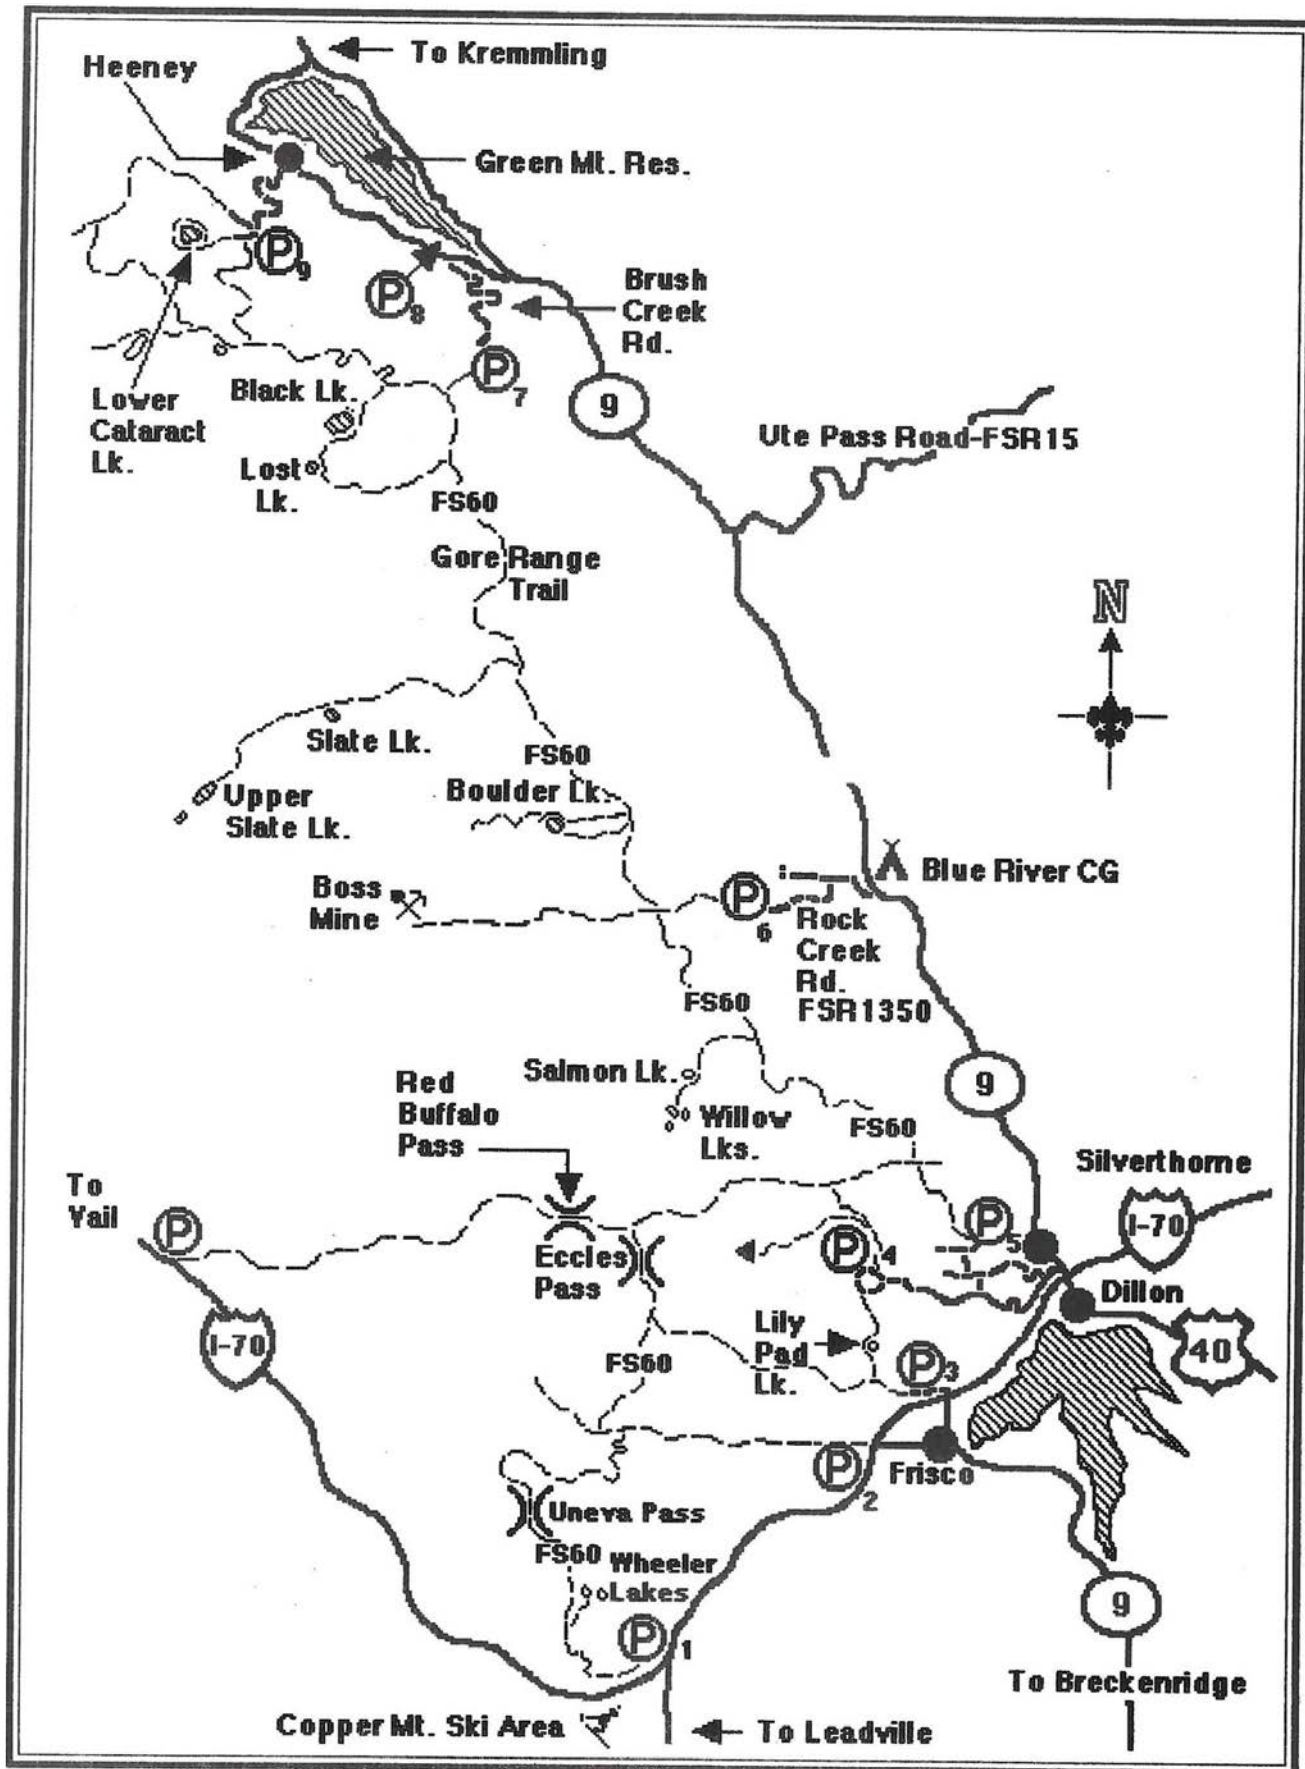 To Kremmling
Heeney
Green Mt. Res.
P9
P8
Brush
Creek
Rd.
P7
Lower
Cataract
Lk.
Black Lk.
9
Ute Pass Road-FSR15
Lost
Lk.
FS60
Gore Range
Trail
N
Slate Lk.
FS60
Upper
Slate Lk.
Boulder Lk.
Blue River CG
Boss
Mine
P6
Rock
Creek
Rd.
FSR1350
FS60
Salmon Lk.
9
Red
Buffalo
Pass
Willow
Lks.
FS60
Silverthorne
To
Vail
P
P5
I-70
Eccles
Pass
P4
Dillon
I-70
Lily
Pad
Lk.
40
FS60
P3
P2
Frisco
Uneva Pass
FS60
Wheeler
Lakes
9
P1
To Breckenridge
Copper Mt. Ski Area
To Leadville